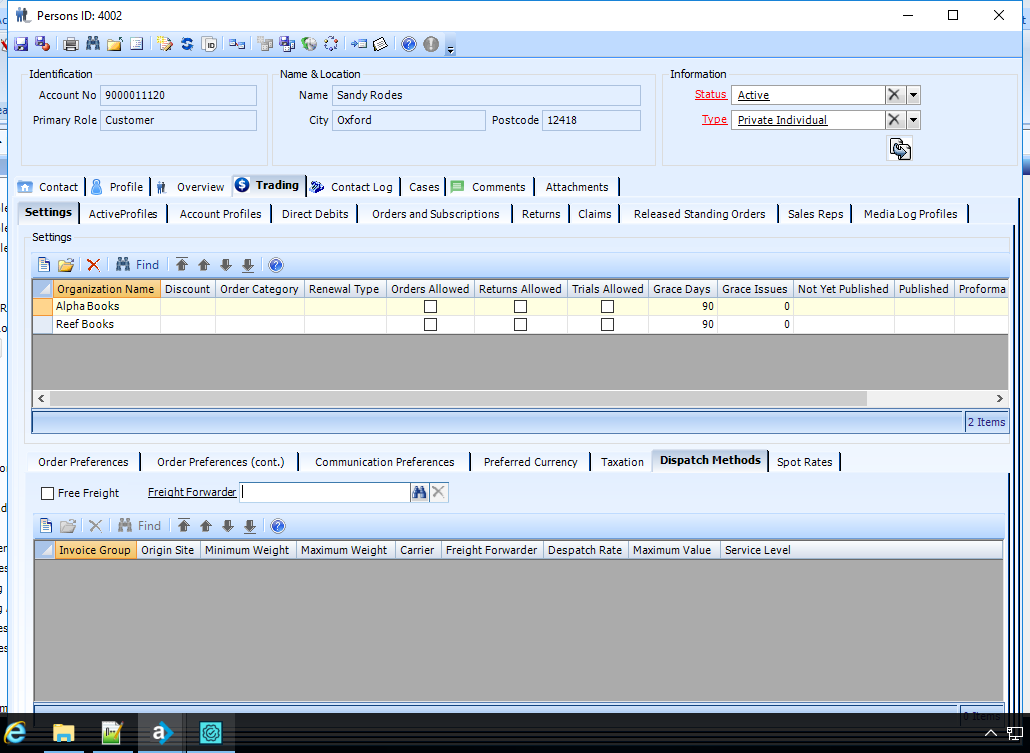 Persons ID: 4002
Identification
Name & Location
Information
Account No 9000011120
Name Sandy Rodes
Status Active
Primary Role Customer
City Oxford Postcode 12418
Type Private Individual
Contact Profile Overview Trading Contact Log Cases Comments Attachments
Settings ActiveProfiles Account Profiles Direct Debits Orders and Subscriptions Returns Claims Released Standing Orders Sales Reps Media Log Profiles
Settings
Find
Organization Name Discount Order Category Renewal Type Orders Allowed Returns Allowed Trials Allowed Grace Days Grace Issues Not Yet Published Published Proforma
Alpha Books 90 0
Reef Books 90 0
2 Items
Order Preferences Order Preferences (cont.) Communication Preferences Preferred Currency Taxation Dispatch Methods Spot Rates
Free Freight Freight Forwarder
Find
Invoice Group Origin Site Minimum Weight Maximum Weight Carrier Freight Forwarder Despatch Rate Maximum Value Service Level
0 Items